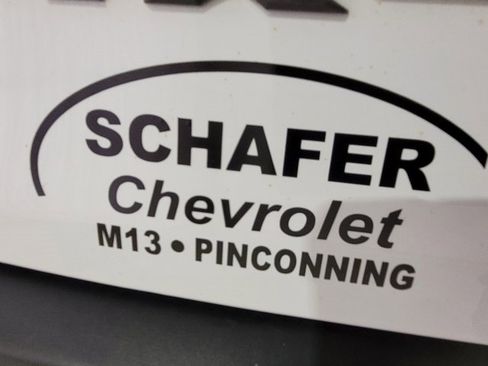 SCHAFER
Chevrolet
M13 • PINCONNING